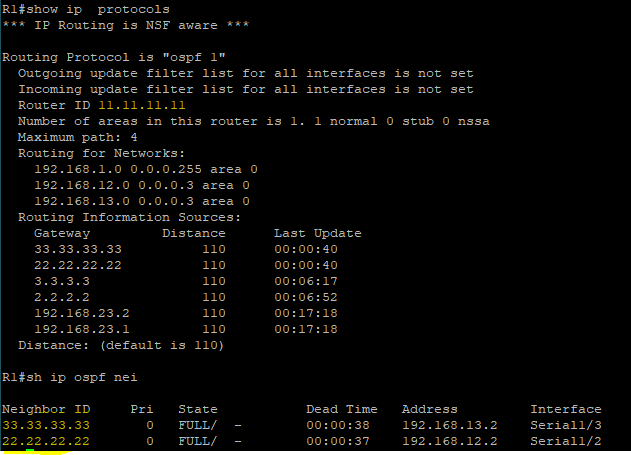 R1#show ip  protocols
*** IP Routing is NSF aware ***
Routing Protocol is "ospf 1"
  Outgoing update filter list for all interfaces is not set
  Incoming update filter list for all interfaces is not set
  Router ID 11.11.11.11
  Number of areas in this router is 1. 1 normal 0 stub 0 nssa
  Maximum path: 4
  Routing for Networks:
    192.168.1.0 0.0.0.255 area 0
    192.168.12.0 0.0.0.3 area 0
    192.168.13.0 0.0.0.3 area 0
  Routing Information Sources:
    Gateway         Distance      Last Update
    33.33.33.33          110      00:00:40
    22.22.22.22          110      00:00:40
    3.3.3.3              110      00:06:17
    2.2.2.2              110      00:06:52
    192.168.23.2         110      00:17:18
    192.168.23.1         110      00:17:18
  Distance: (default is 110)
R1#sh ip ospf nei
Neighbor ID     Pri   State           Dead Time   Address         Interface
33.33.33.33       0   FULL/  -        00:00:38    192.168.13.2    Serial1/3
22.22.22.22       0   FULL/  -        00:00:37    192.168.12.2    Serial1/2